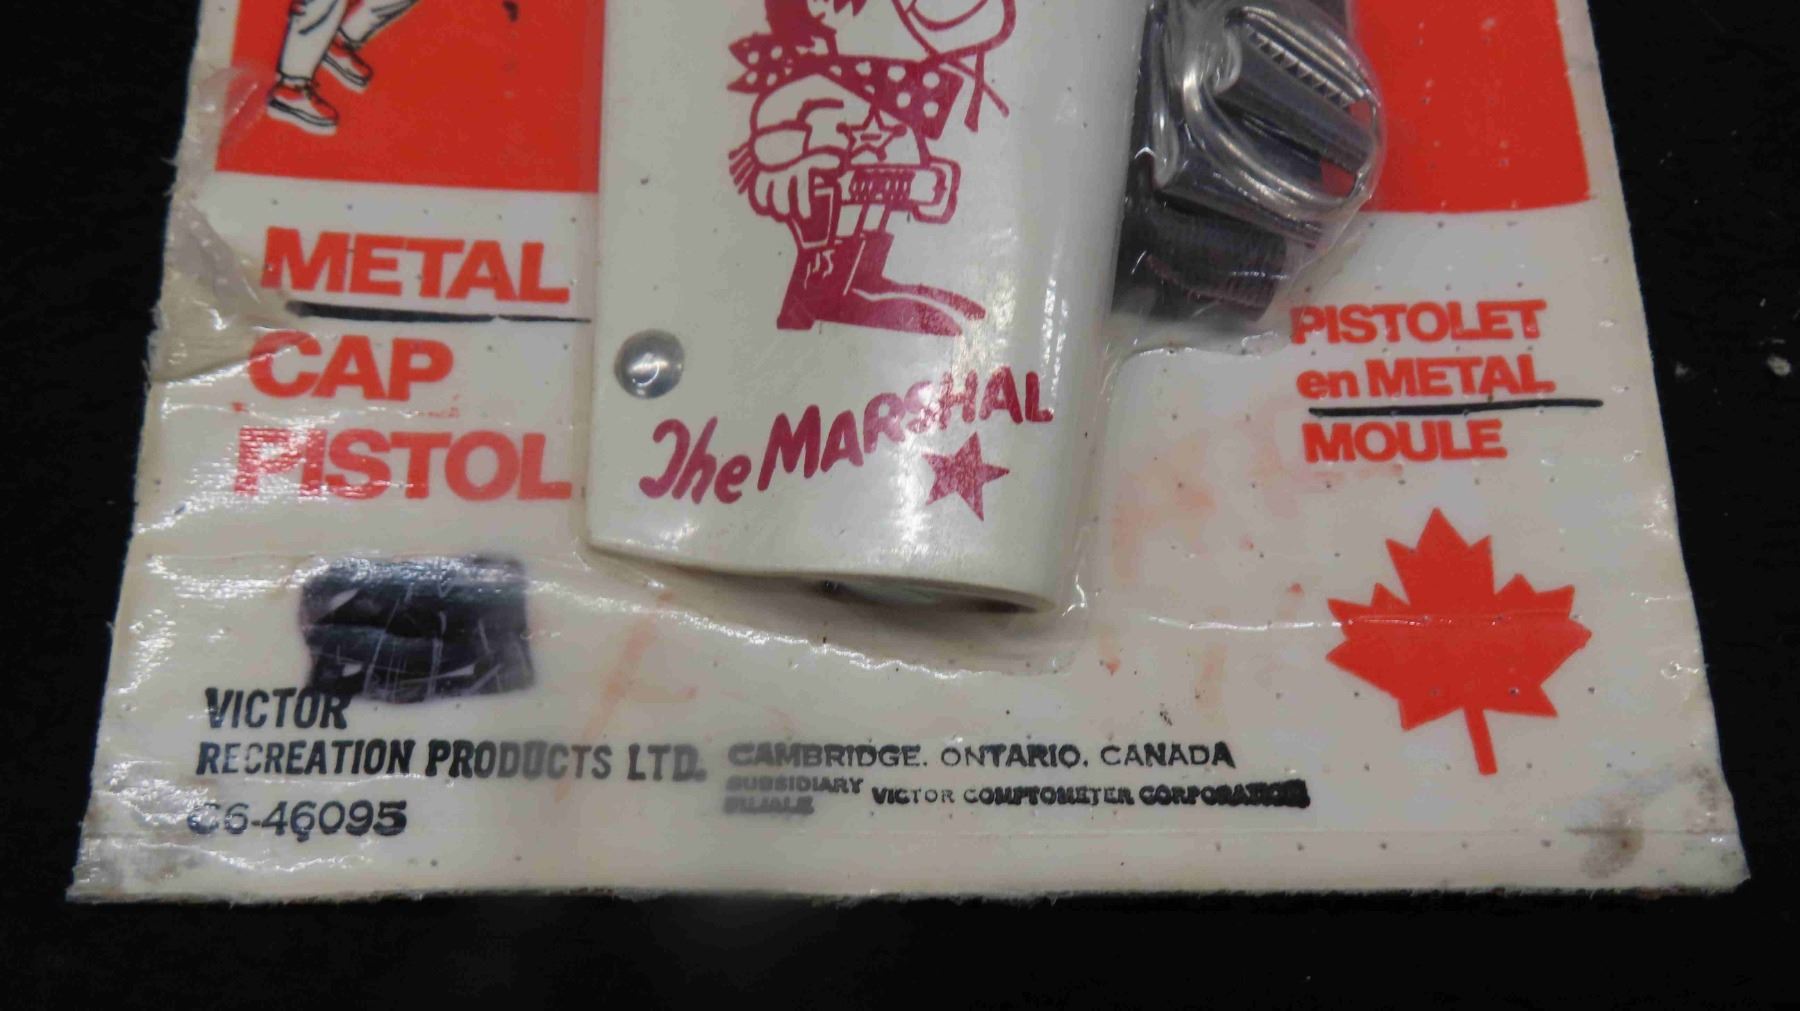 METAL
CAP
PISTOL
The MARSHAL
PISTOLET
en METAL
MOULE
VICTOR
RECREATION PRODUCTS LTD.
CAMBRIDGE, ONTARIO, CANADA
SUBSIDIARY
FILIALE
VICTOR COMPTOMETER CORPORATION
C6-46095